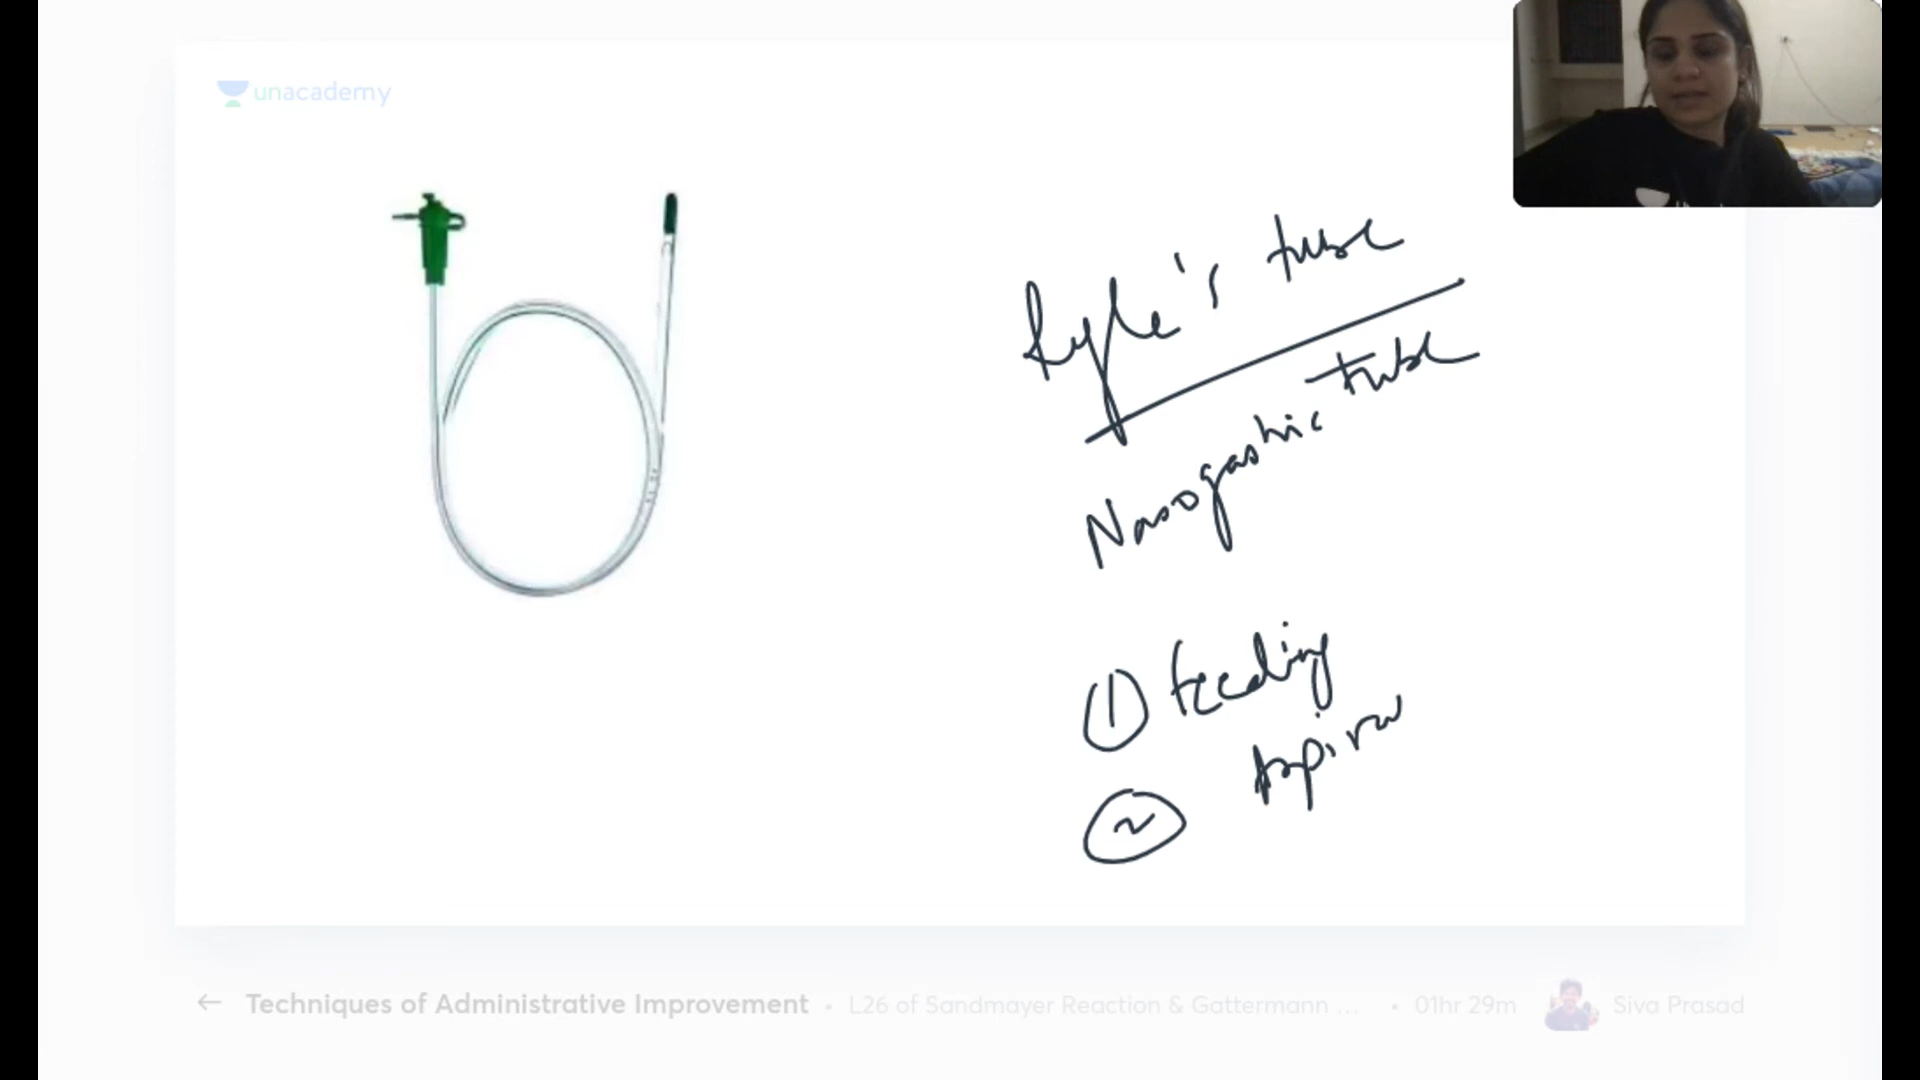 unacademy
Ryle's tube
Nasogastric tube
① feeding
②
Techniques of Administrative Improvement • L26 of Sandmayer Reaction & Gattermann ... • 01hr 29m Siva Prasad